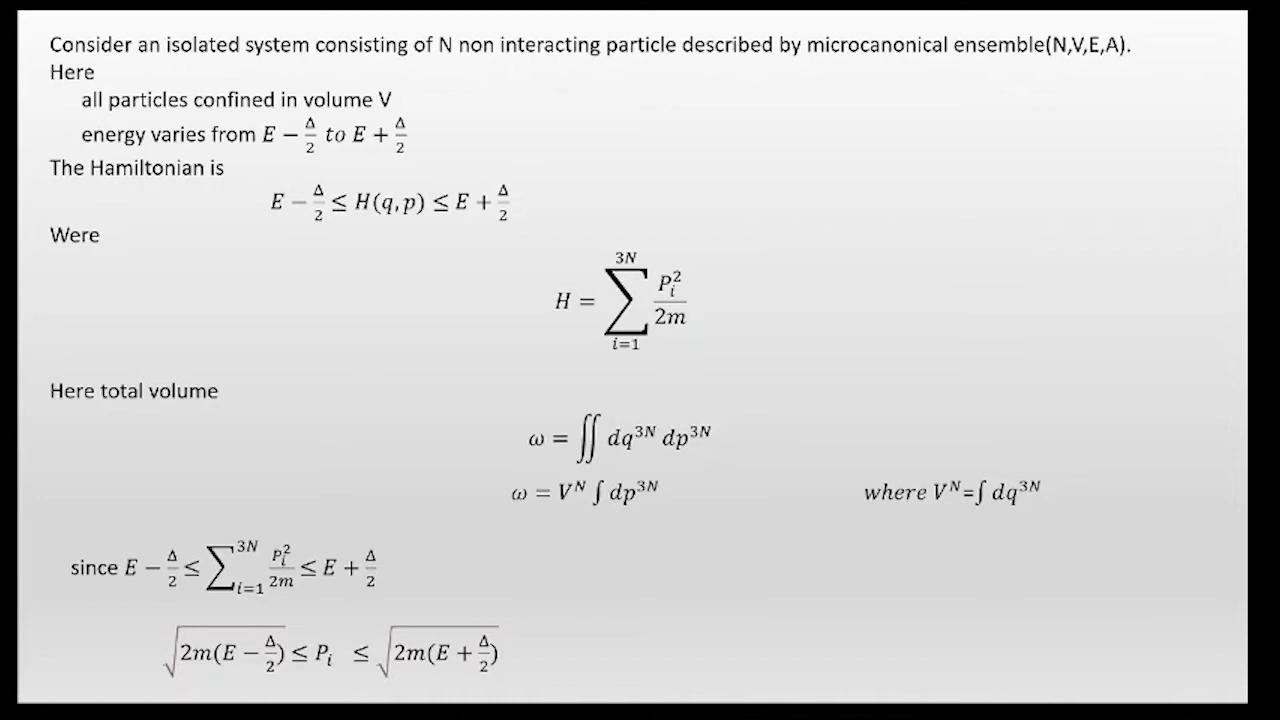 Consider an isolated system consisting of N non interacting particle described by microcanonical ensemble(N,V,E,A).
Here
all particles confined in volume V
energy varies from E − Δ/2 to E + Δ/2
The Hamiltonian is
E − Δ/2 ≤ H(q,p) ≤ E + Δ/2
Were
H = ∑_{i=1}^{3N} P_i^2/2m
Here total volume
ω = ∬ dq^{3N} dp^{3N}
ω = V^N ∫ dp^{3N} where V^N=∫ dq^{3N}
since E − Δ/2 ≤ ∑_{i=1}^{3N} P_i^2/2m ≤ E + Δ/2
√(2m(E − Δ/2)) ≤ P_i ≤ √(2m(E + Δ/2))